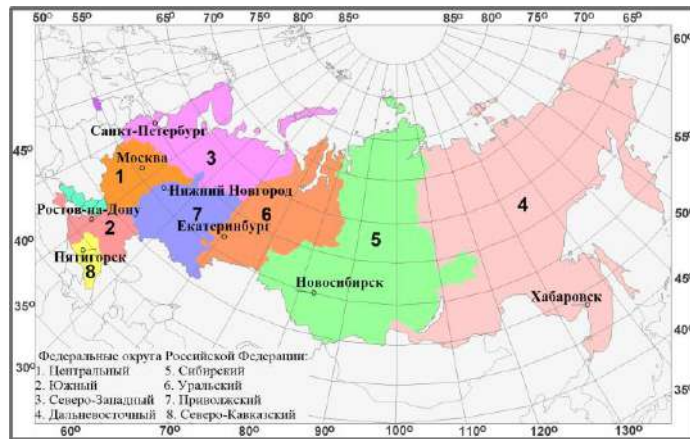 50° 55° 60° 65° 70° 75° 80° 85° 85° 80° 75° 70° 65°
60°
Санкт-Петербург
45°
Москва
3
55°
1
Нижний Новгород
4
Ростов-на-Дону
7
50°
2
6
40°
Екатеринбург
5
Пятигорск
8
Новосибирск
45°
Хабаровск
35°
40°
Федеральные округа Российской Федерации:
30°
1. Центральный 5. Сибирский
35°
2. Южный 6. Уральский
3. Северо-Западный 7. Приволжский
4. Дальневосточный 8. Северо-Кавказский
60° 70° 80° 90° 100° 110° 120° 130°